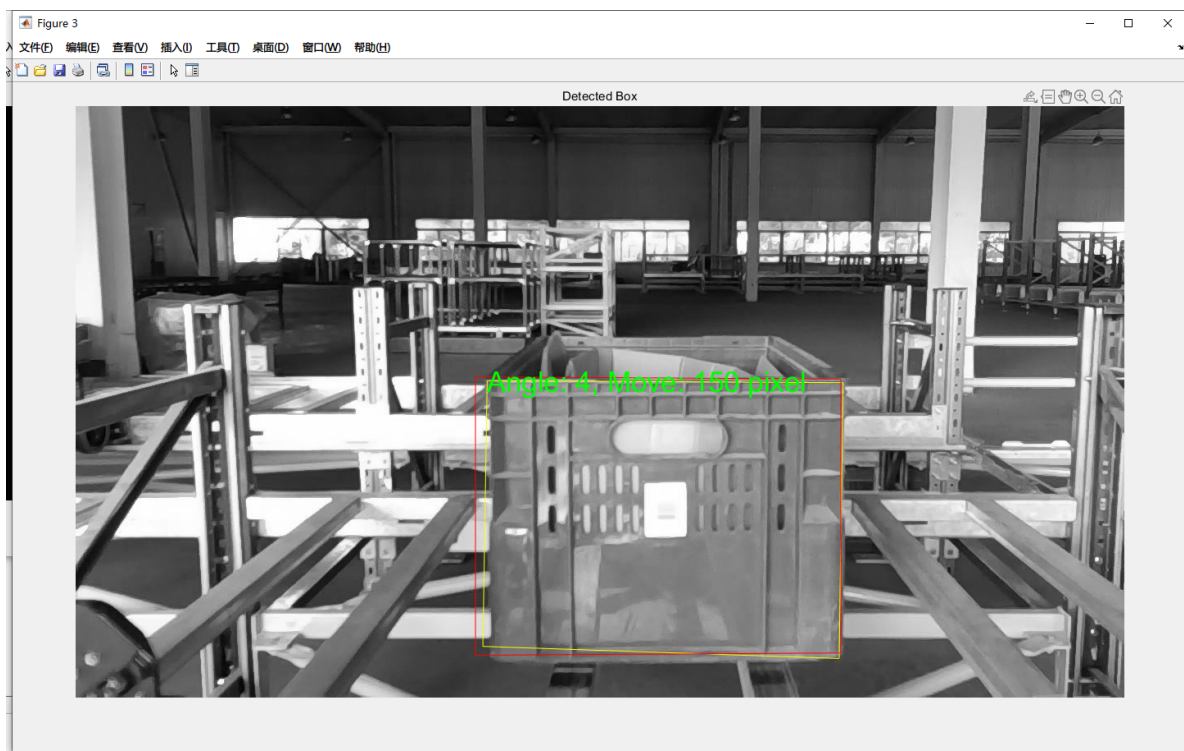 Figure 3
文件(F) 编辑(E) 查看(V) 插入(I) 工具(T) 桌面(D) 窗口(W) 帮助(H)
Detected Box
Angle: 4, Move: 150 pixel